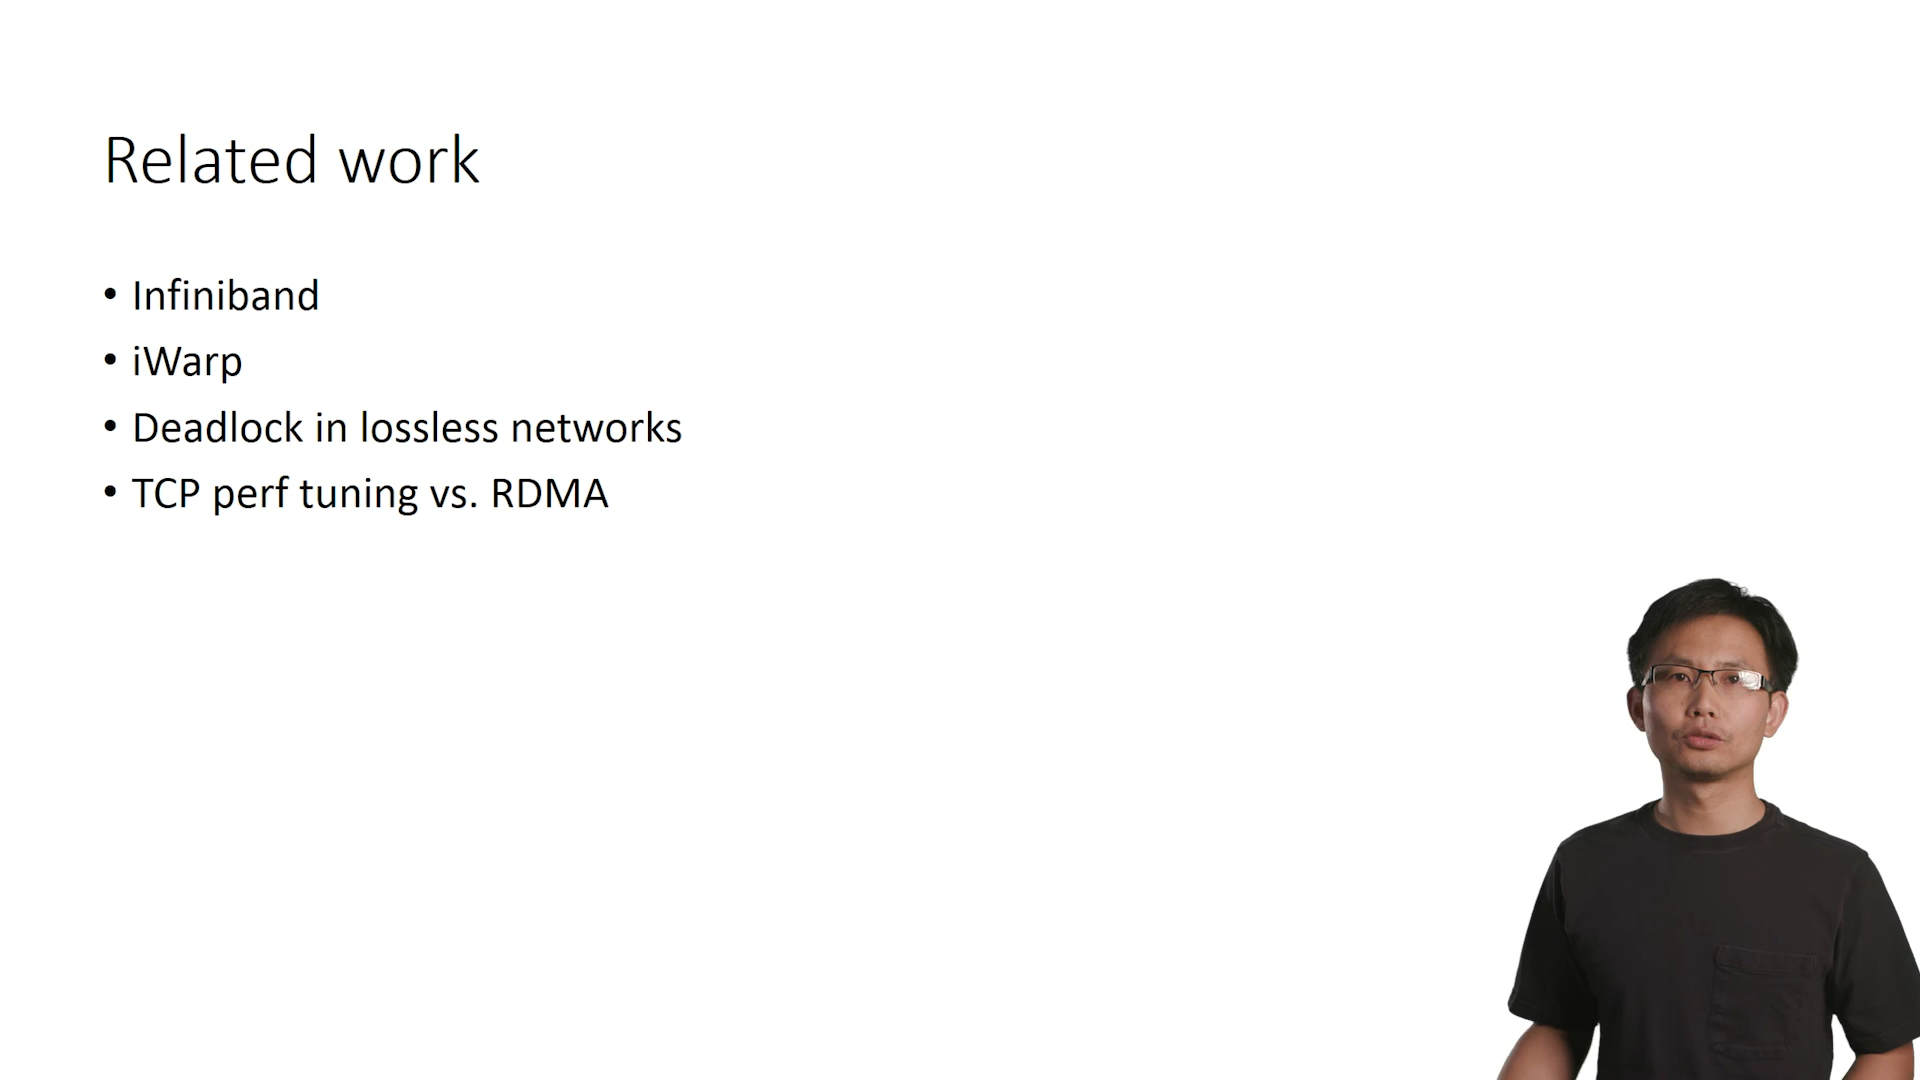 Related work
• Infiniband
• iWarp
• Deadlock in lossless networks
• TCP perf tuning vs. RDMA